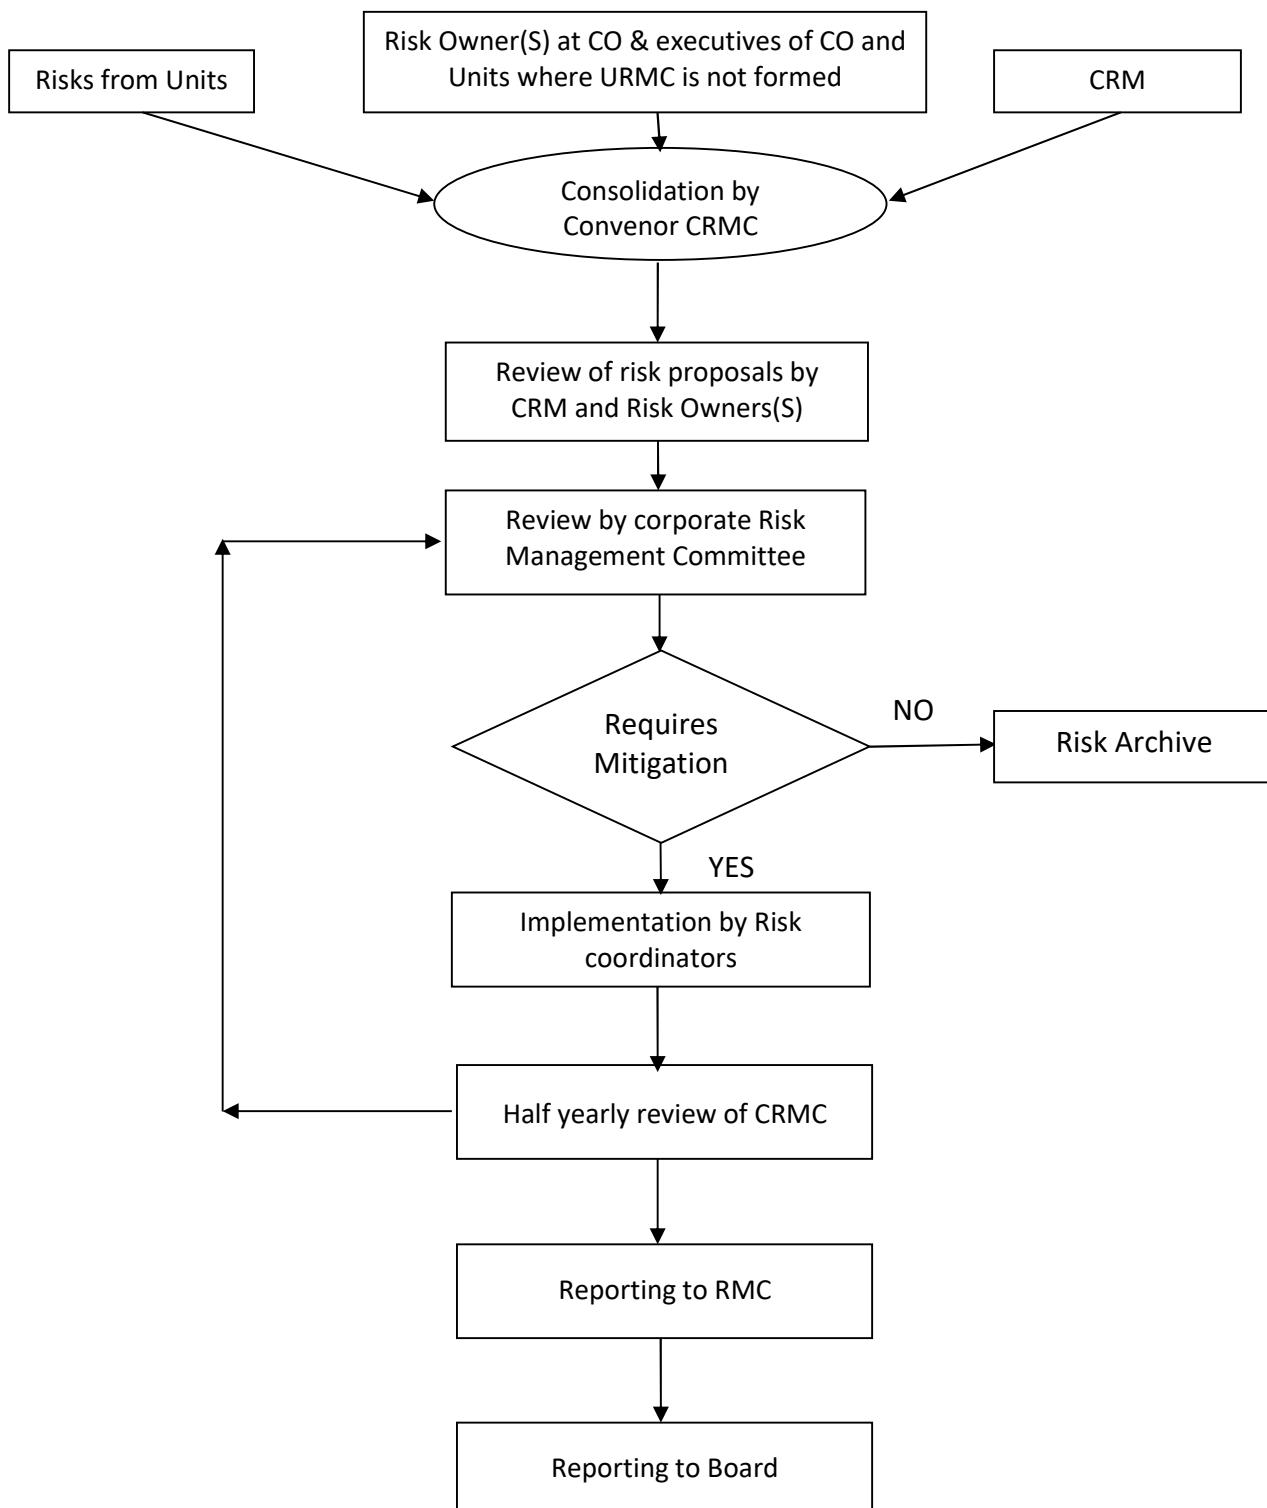 Risk Owner(S) at CO & executives of CO and
Units where URMC is not formed
Risks from Units
CRM
Consolidation by
Convenor CRMC
Review of risk proposals by
CRM and Risk Owners(S)
Review by corporate Risk
Management Committee
Requires
Mitigation
NO
Risk Archive
YES
Implementation by Risk
coordinators
Half yearly review of CRMC
Reporting to RMC
Reporting to Board